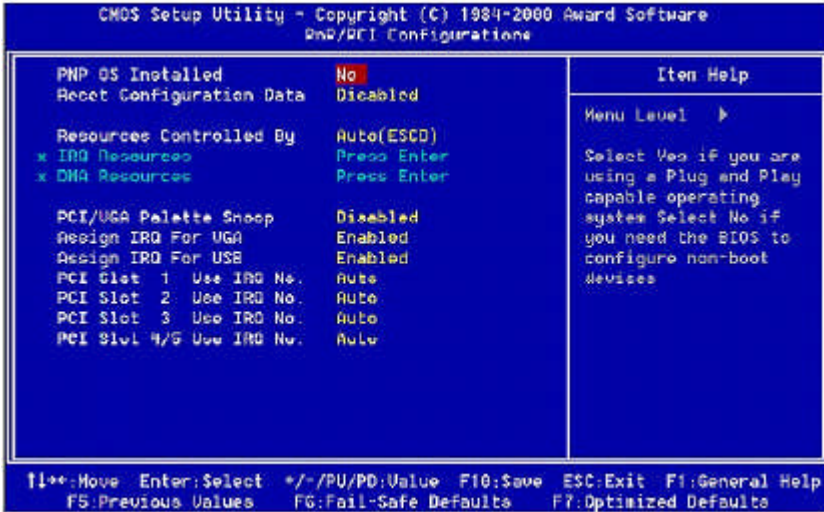 CMOS Setup Utility - Copyright (C) 1984-2000 Award Software
PnP/PCI Configurations
PNP OS Installed No
Reset Configuration Data Disabled
Resources Controlled By Auto(ESCD)
x IRQ Resources Press Enter
x DMA Resources Press Enter
PCI/VGA Palette Snoop Disabled
Assign IRQ For VGA Enabled
Assign IRQ For USB Enabled
PCI Slot 1 Use IRQ No. Auto
PCI Slot 2 Use IRQ No. Auto
PCI Slot 3 Use IRQ No. Auto
PCI Slot 4/5 Use IRQ No. Auto
Item Help
Menu Level ▶
Select Yes if you are
using a Plug and Play
capable operating
system Select No if
you need the BIOS to
configure non-boot
devices
↑↓→←:Move Enter:Select +/-/PU/PD:Value F10:Save ESC:Exit F1:General Help
F5:Previous Values F6:Fail-Safe Defaults F7:Optimized Defaults